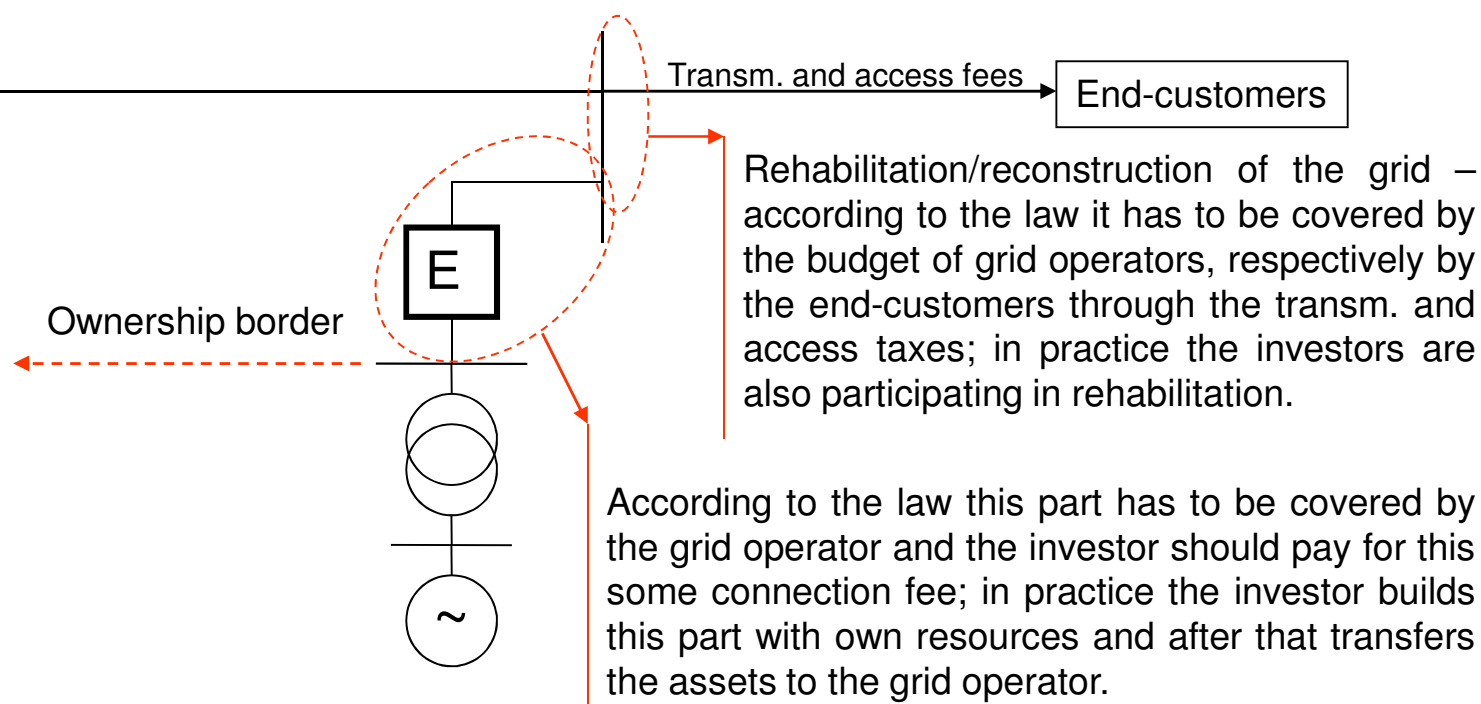 Transm. and access fees
End-customers
Rehabilitation/reconstruction of the grid –
according to the law it has to be covered by
the budget of grid operators, respectively by
the end-customers through the transm. and
access taxes; in practice the investors are
also participating in rehabilitation.
E
Ownership border
According to the law this part has to be covered by
the grid operator and the investor should pay for this
some connection fee; in practice the investor builds
this part with own resources and after that transfers
the assets to the grid operator.
~